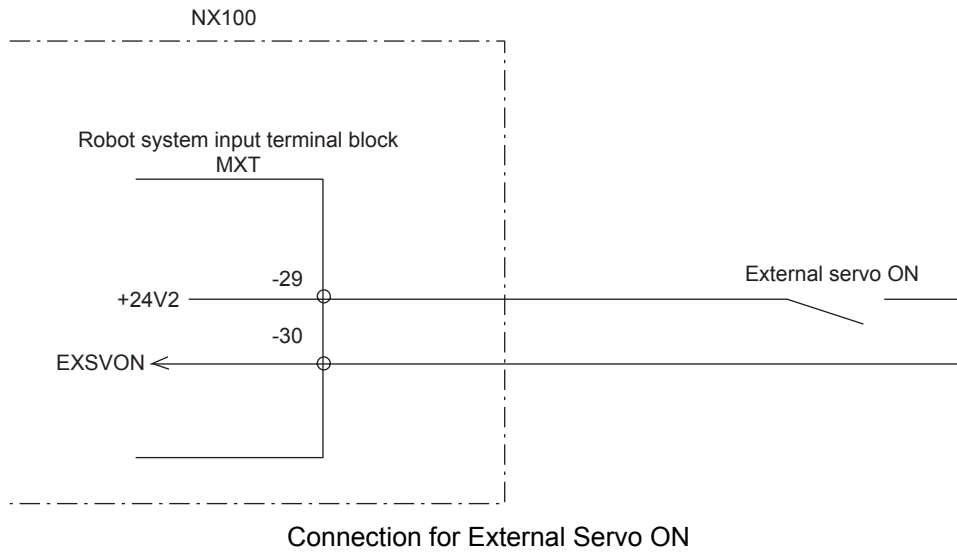 NX100
Robot system input terminal block
MXT
-29
External servo ON
+24V2
-30
EXSVON
Connection for External Servo ON